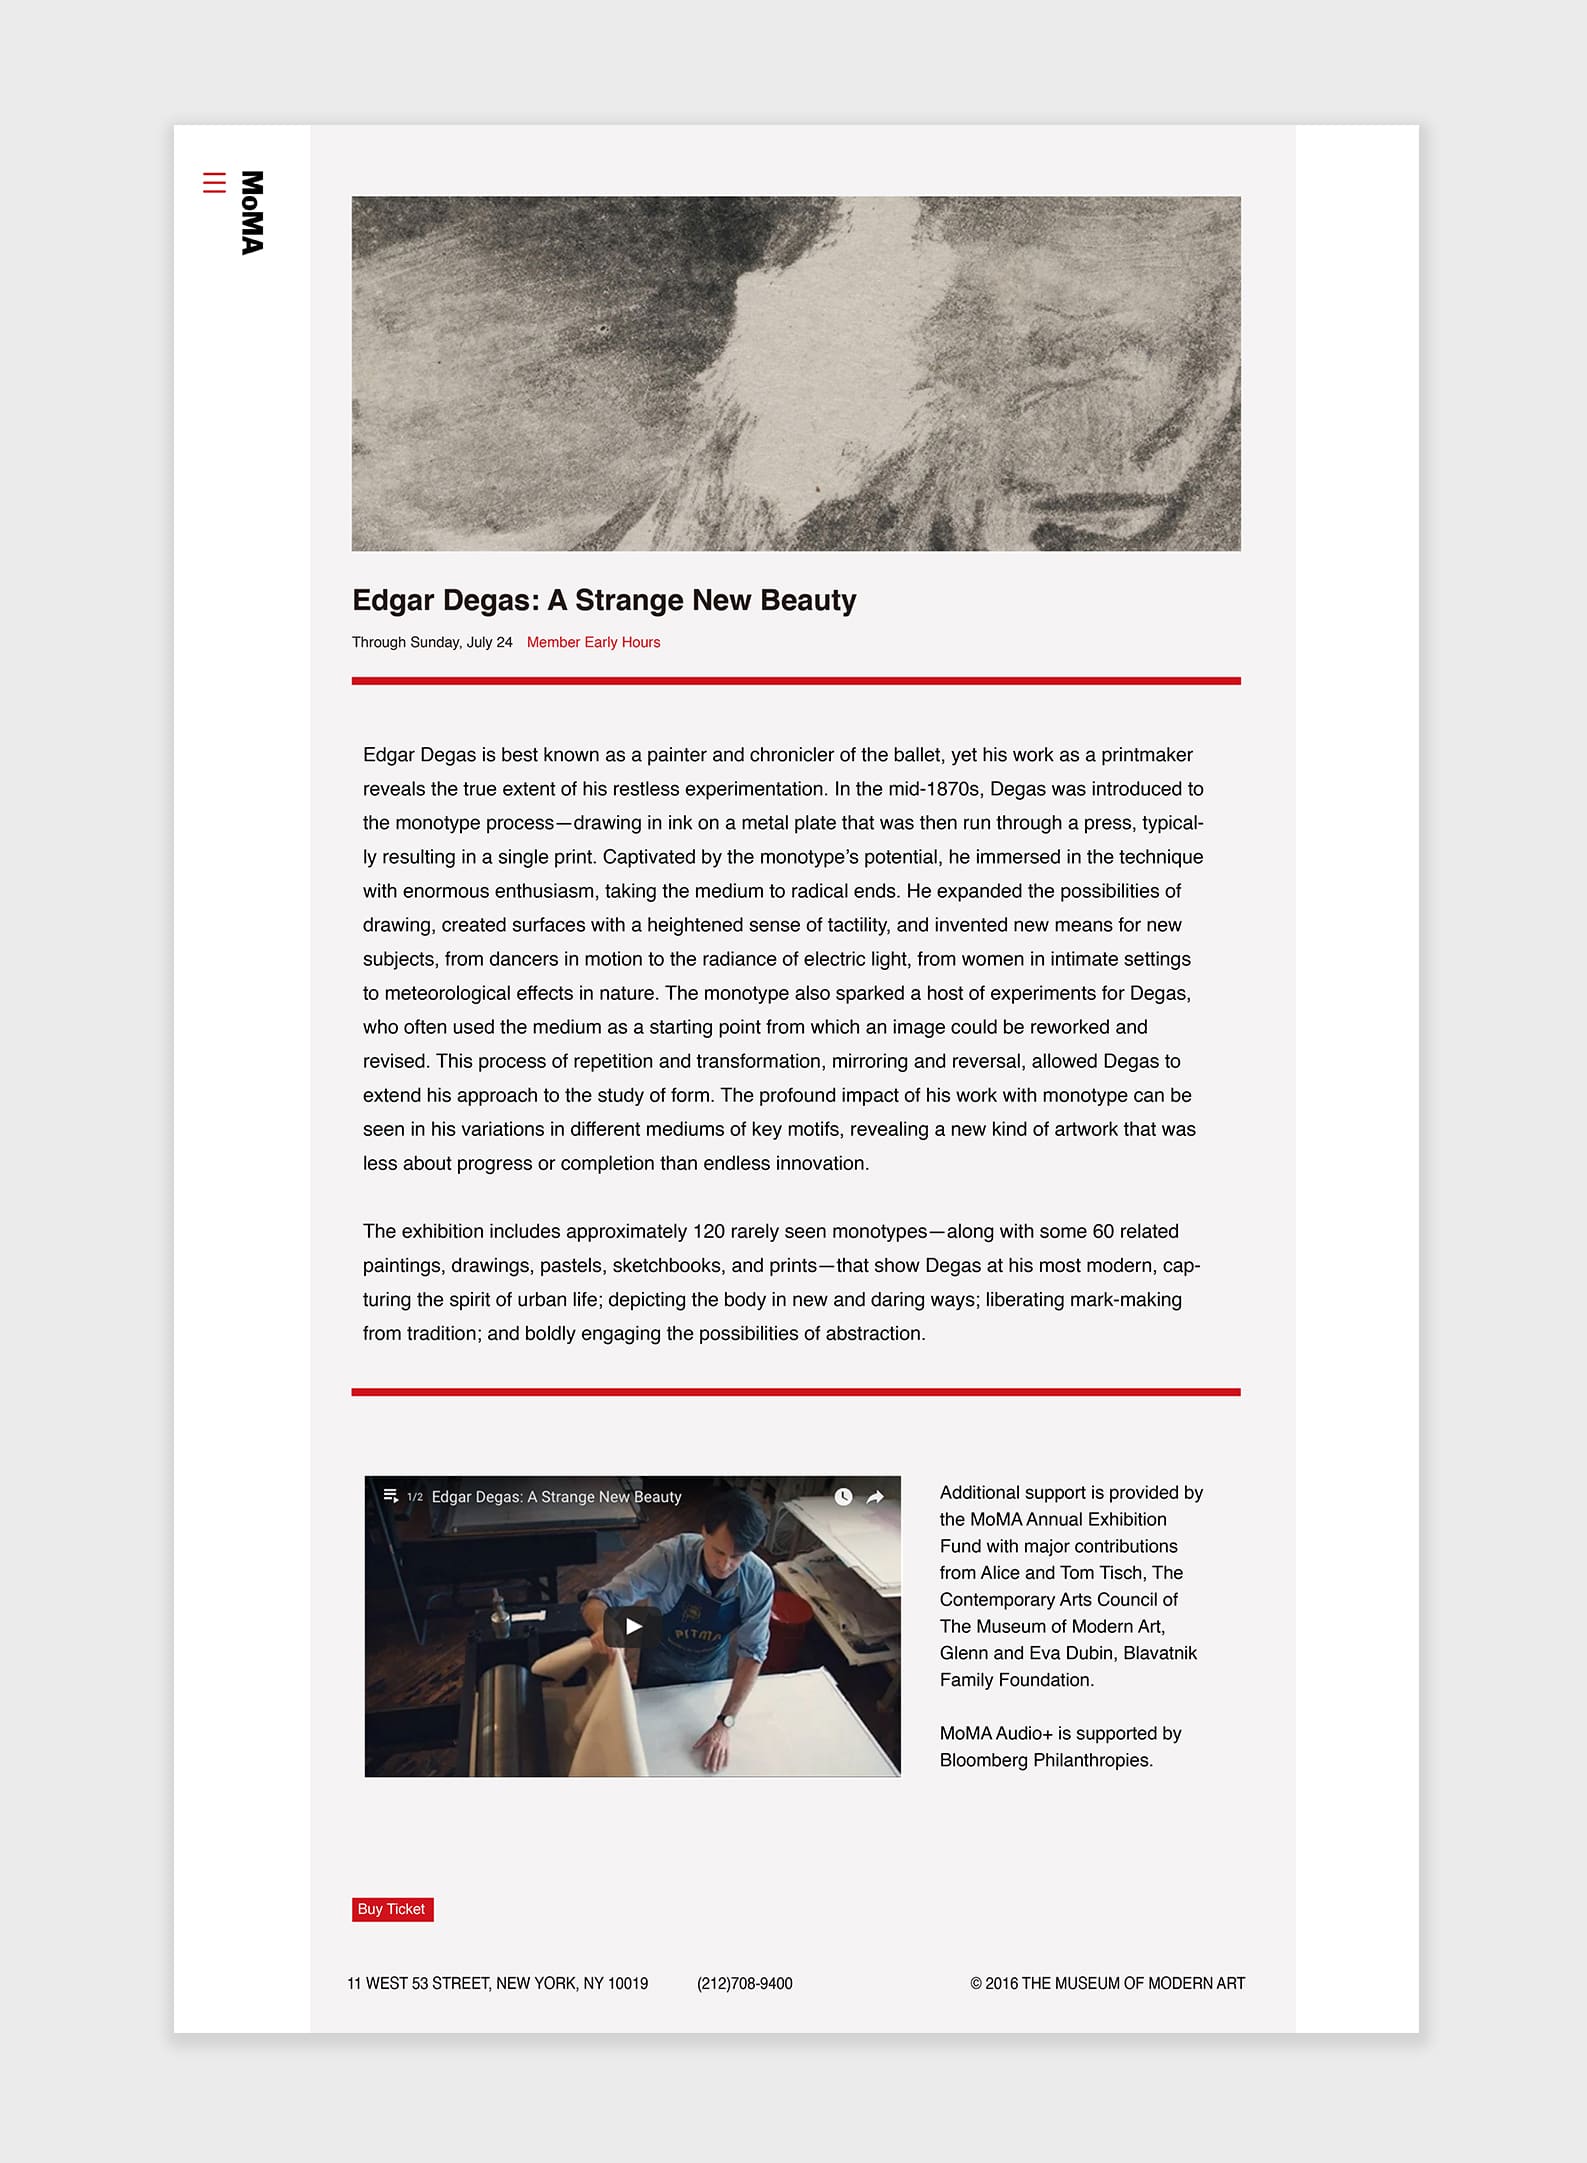 MoMA
Edgar Degas: A Strange New Beauty
Through Sunday, July 24 Member Early Hours
Edgar Degas is best known as a painter and chronicler of the ballet, yet his work as a printmaker
reveals the true extent of his restless experimentation. In the mid-1870s, Degas was introduced to
the monotype process—drawing in ink on a metal plate that was then run through a press, typical-
ly resulting in a single print. Captivated by the monotype’s potential, he immersed in the technique
with enormous enthusiasm, taking the medium to radical ends. He expanded the possibilities of
drawing, created surfaces with a heightened sense of tactility, and invented new means for new
subjects, from dancers in motion to the radiance of electric light, from women in intimate settings
to meteorological effects in nature. The monotype also sparked a host of experiments for Degas,
who often used the medium as a starting point from which an image could be reworked and
revised. This process of repetition and transformation, mirroring and reversal, allowed Degas to
extend his approach to the study of form. The profound impact of his work with monotype can be
seen in his variations in different mediums of key motifs, revealing a new kind of artwork that was
less about progress or completion than endless innovation.
The exhibition includes approximately 120 rarely seen monotypes—along with some 60 related
paintings, drawings, pastels, sketchbooks, and prints—that show Degas at his most modern, cap-
turing the spirit of urban life; depicting the body in new and daring ways; liberating mark-making
from tradition; and boldly engaging the possibilities of abstraction.
1/2 Edgar Degas: A Strange New Beauty
Additional support is provided by
the MoMA Annual Exhibition
Fund with major contributions
from Alice and Tom Tisch, The
Contemporary Arts Council of
The Museum of Modern Art,
Glenn and Eva Dubin, Blavatnik
Family Foundation.
MoMA Audio+ is supported by
Bloomberg Philanthropies.
Buy Ticket
11 WEST 53 STREET, NEW YORK, NY 10019 (212)708-9400 © 2016 THE MUSEUM OF MODERN ART